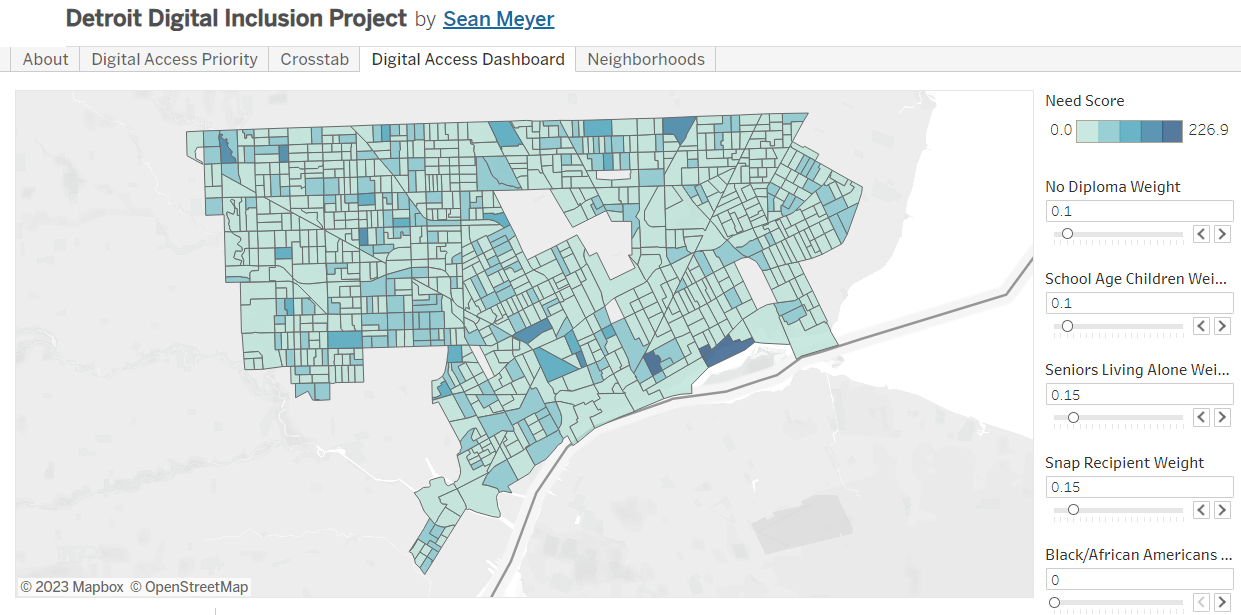 Detroit Digital Inclusion Project by Sean Meyer
About Digital Access Priority Crosstab Digital Access Dashboard Neighborhoods
Need Score
0.0 226.9
No Diploma Weight
0.1
School Age Children Wei...
0.1
Seniors Living Alone Wei...
0.15
Snap Recipient Weight
0.15
Black/African Americans ...
0
© 2023 Mapbox © OpenStreetMap